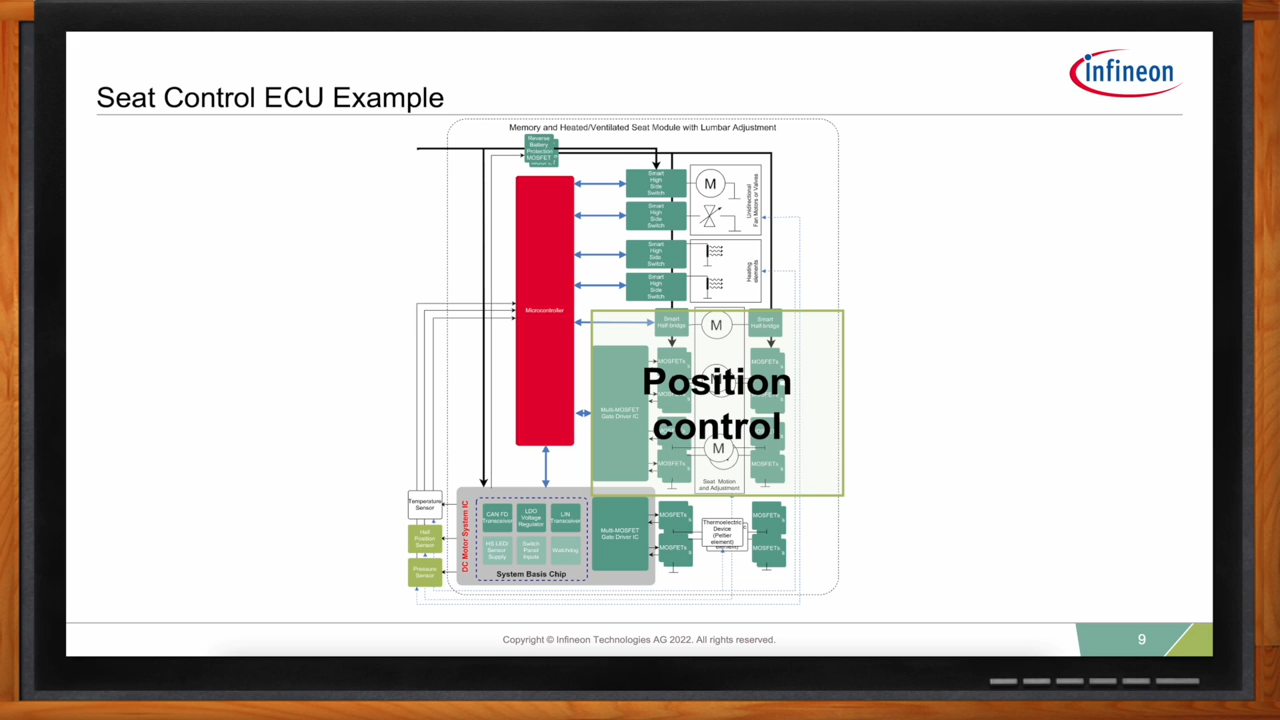 Seat Control ECU Example
infineon
Memory and Heated/Ventilated Seat Module with Lumbar Adjustment
Reverse
Battery
Protection
MOSFET
Smart
High
Side
Switch
Smart
High
Side
Switch
Smart
High
Side
Switch
Smart
High
Side
Switch
M
Unidirectional
Fan Motors or Valves
Heating
elements
Microcontroller
Smart
Half-bridge
M
Smart
Half-bridge
MOSFETs
MOSFETs
Position
control
Multi-MOSFET
Gate Driver IC
M
MOSFETs
MOSFETs
Seat Motion
and Adjustment
Temperature
Sensor
Hall
Position
Sensor
Pressure
Sensor
DC Motor System IC
CAN FD
Transceiver
LDO
Voltage
Regulator
LIN
Transceiver
HS-LED/
Sensor
Supply
Switch
Panel
Inputs
Watchdog
System Basis Chip
Multi-MOSFET
Gate Driver IC
MOSFETs
MOSFETs
Thermoelectric
Device
(Peltier
element)
MOSFETs
MOSFETs
Copyright © Infineon Technologies AG 2022. All rights reserved.
9